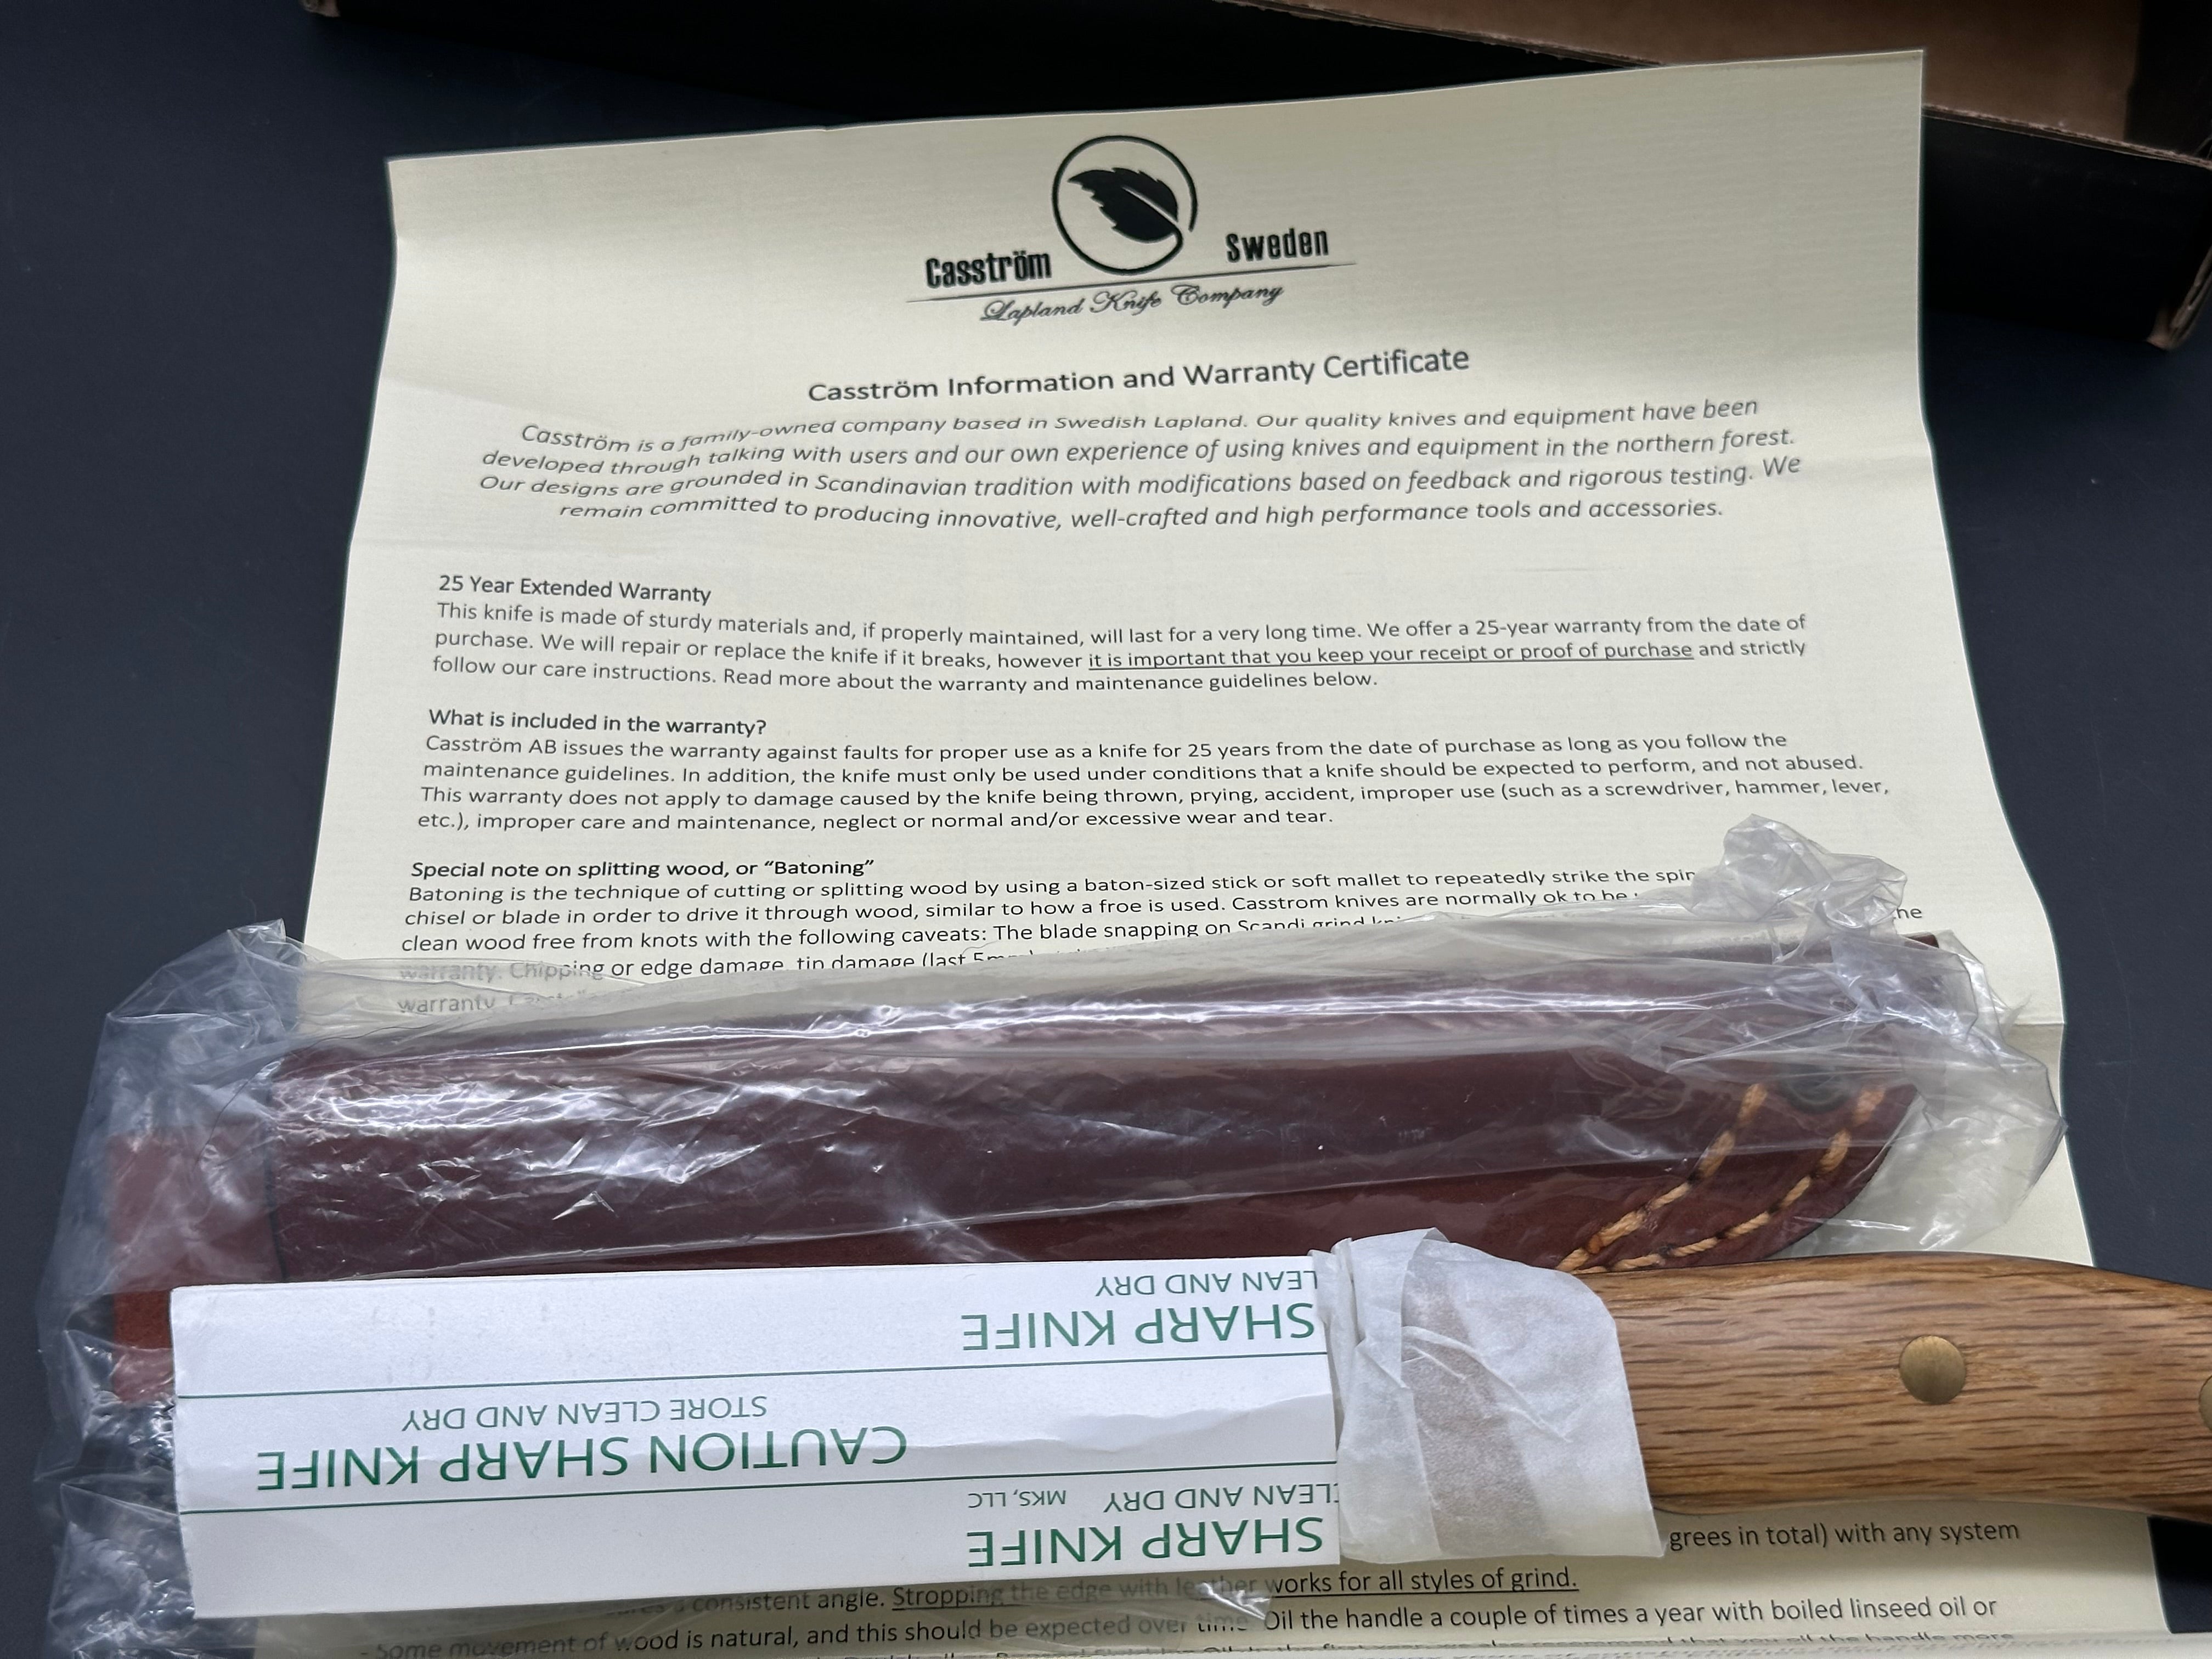 Casström Sweden
Lapland Knife Company
Casström Information and Warranty Certificate
Casström is a family-owned company based in Swedish Lapland. Our quality knives and equipment have been
developed through talking with users and our own experience of using knives and equipment in the northern forest.
Our designs are grounded in Scandinavian tradition with modifications based on feedback and rigorous testing. We
remain committed to producing innovative, well-crafted and high performance tools and accessories.
25 Year Extended Warranty
This knife is made of sturdy materials and, if properly maintained, will last for a very long time. We offer a 25-year warranty from the date of
purchase. We will repair or replace the knife if it breaks, however it is important that you keep your receipt or proof of purchase and strictly
follow our care instructions. Read more about the warranty and maintenance guidelines below.
What is included in the warranty?
Casström AB issues the warranty against faults for proper use as a knife for 25 years from the date of purchase as long as you follow the
maintenance guidelines. In addition, the knife must only be used under conditions that a knife should be expected to perform, and not abused.
This warranty does not apply to damage caused by the knife being thrown, prying, accident, improper use (such as a screwdriver, hammer, lever,
etc.), improper care and maintenance, neglect or normal and/or excessive wear and tear.
Special note on splitting wood, or “Batoning”
Batoning is the technique of cutting or splitting wood by using a baton-sized stick or soft mallet to repeatedly strike the
chisel or blade in order to drive it through wood, similar to how a froe is used. Casstrom knives are normally ok to be
clean wood free from knots with the following caveats: The blade snapping on Scandi grind
warranty. Chipping or edge damage, tip damage (last
warranty.
LEAN AND DRY
SHARP KNIFE
STORE CLEAN AND DRY
CAUTION SHARP KNIFE
LEAN AND DRY MKS, LLC
SHARP KNIFE
grees in total) with any system
consistent angle. Stropping the edge with leather works for all styles of grind.
- Some movement of wood is natural, and this should be expected over time. Oil the handle a couple of times a year with boiled linseed oil or